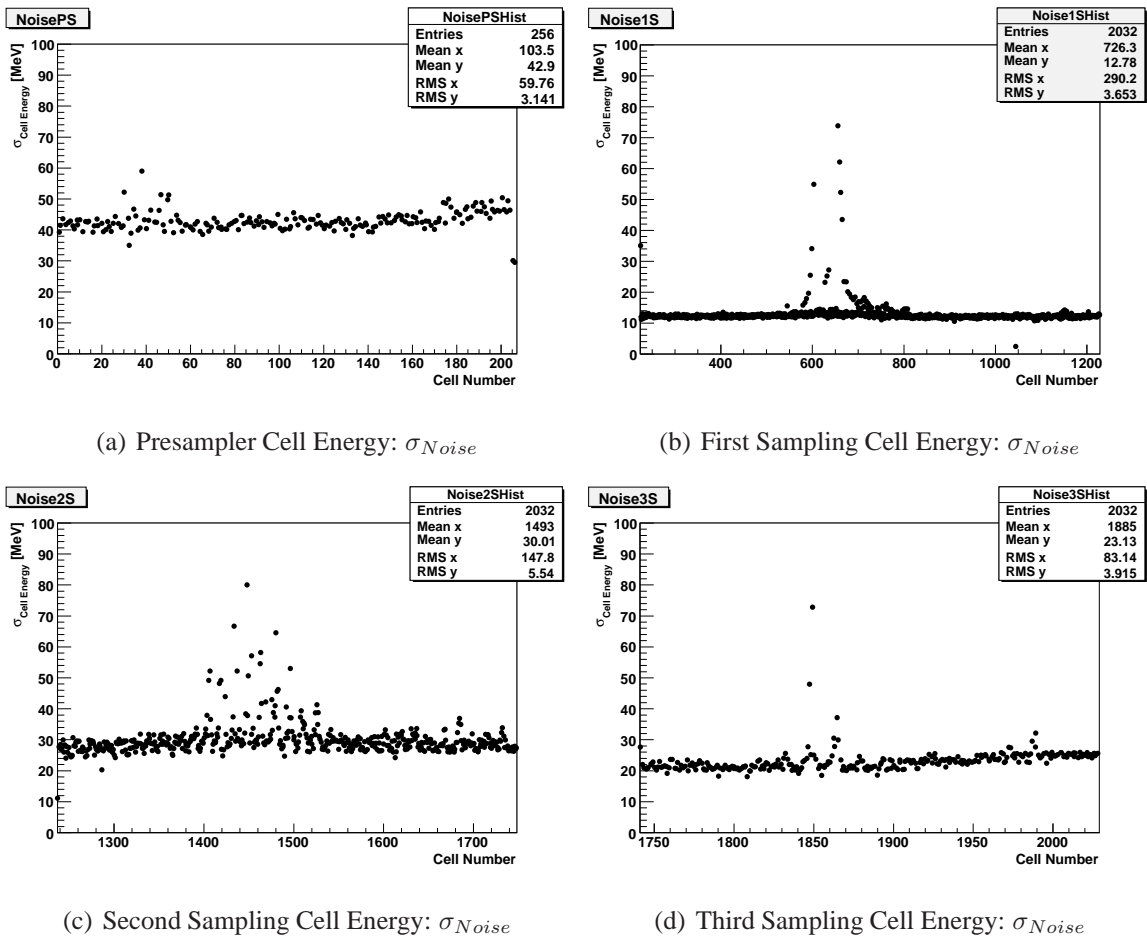 NoisePS
NoisePSHist
Entries 256
Mean x 103.5
Mean y 42.9
RMS x 59.76
RMS y 3.141
σCell Energy [MeV]
100
90
80
70
60
50
40
30
20
10
0
0 20 40 60 80 100 120 140 160 180 200
Cell Number
(a) Presampler Cell Energy: σNoise
Noise1S
Noise1SHist
Entries 2032
Mean x 726.3
Mean y 12.78
RMS x 290.2
RMS y 3.653
σCell Energy [MeV]
100
90
80
70
60
50
40
30
20
10
0
400 600 800 1000 1200
Cell Number
(b) First Sampling Cell Energy: σNoise
Noise2S
Noise2SHist
Entries 2032
Mean x 1493
Mean y 30.01
RMS x 147.8
RMS y 5.54
σCell Energy [MeV]
100
90
80
70
60
50
40
30
20
10
0
1300 1400 1500 1600 1700
Cell Number
(c) Second Sampling Cell Energy: σNoise
Noise3S
Noise3SHist
Entries 2032
Mean x 1885
Mean y 23.13
RMS x 83.14
RMS y 3.915
σCell Energy [MeV]
100
90
80
70
60
50
40
30
20
10
0
1750 1800 1850 1900 1950 2000
Cell Number
(d) Third Sampling Cell Energy: σNoise